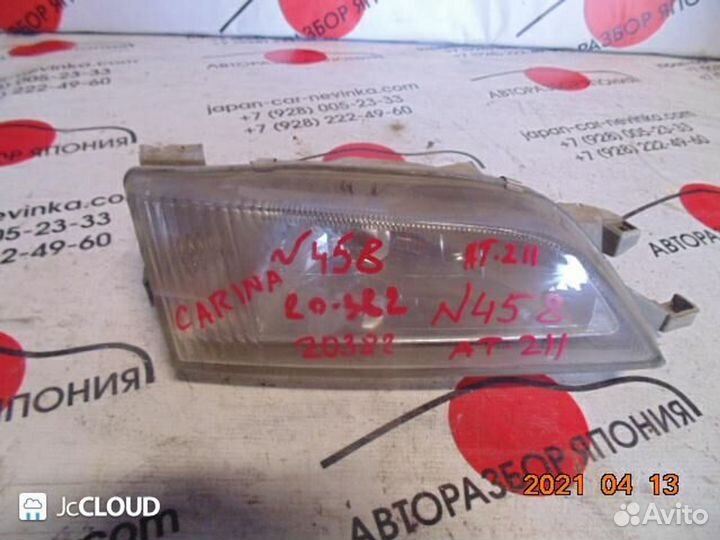 АВТОРАЗБОР ЯПОНИЯ
japan-car-nevinka.com
+7 (928) 005-23-33
+7 (928) 222-49-60
CARINA
N458
AT-211
20-382
N458
20382
AT-211
АВТОРАЗБОР ЯПОНИЯ
2021 04 13
JcCLOUD
Avito